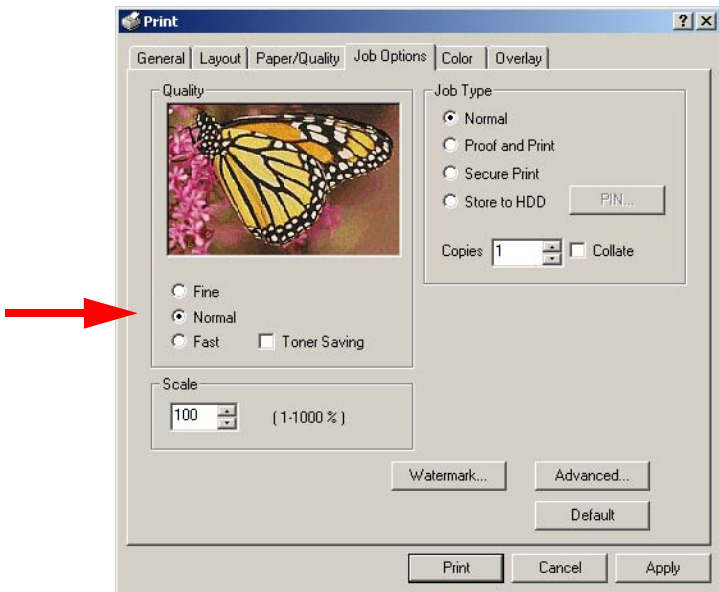 Print
General Layout Paper/Quality Job Options Color Overlay
Quality
Fine
Normal
Fast Toner Saving
Scale
100 (1-1000 %)
Job Type
Normal
Proof and Print
Secure Print
Store to HDD PIN...
Copies 1 Collate
Watermark... Advanced...
Default
Print Cancel Apply